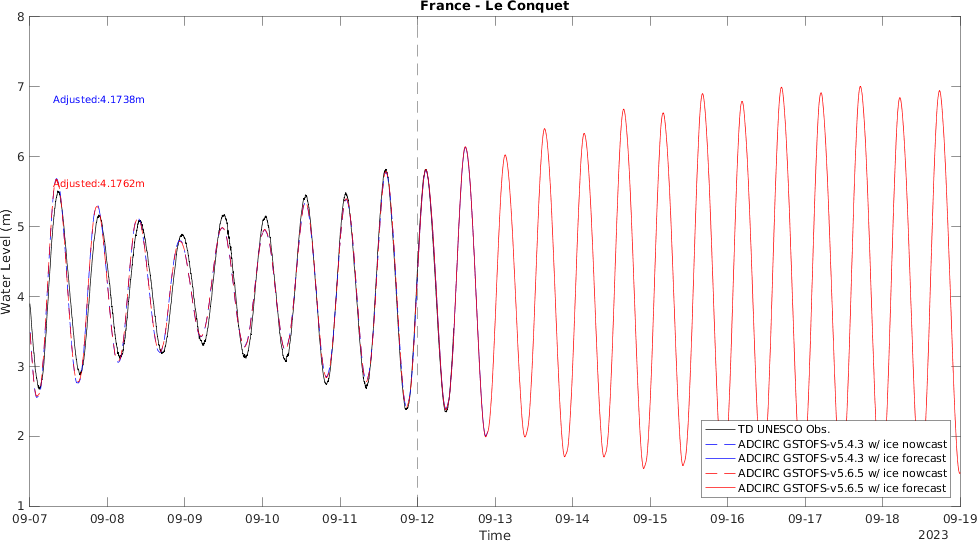 France - Le Conquet
8
7
6
5
4
3
2
1
Water Level (m)
Adjusted:4.1738m
Adjusted:4.1762m
TD UNESCO Obs.
ADCIRC GSTOFS-v5.4.3 w/ ice nowcast
ADCIRC GSTOFS-v5.4.3 w/ ice forecast
ADCIRC GSTOFS-v5.6.5 w/ ice nowcast
ADCIRC GSTOFS-v5.6.5 w/ ice forecast
09-07 09-08 09-09 09-10 09-11 09-12 09-13 09-14 09-15 09-16 09-17 09-18 09-19
Time
2023